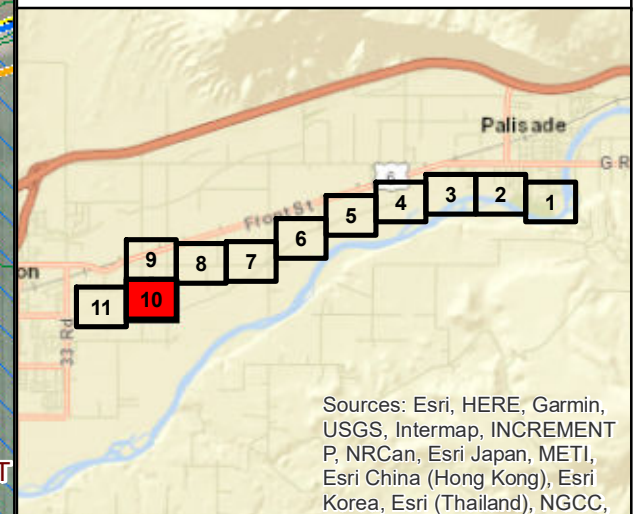 Palisade
G R
6
3
2
1
4
5
Front St
6
9
8
7
on
11
10
33 Rd
T
Sources: Esri, HERE, Garmin,
USGS, Intermap, INCREMENT
P, NRCan, Esri Japan, METI,
Esri China (Hong Kong), Esri
Korea, Esri (Thailand), NGCC,